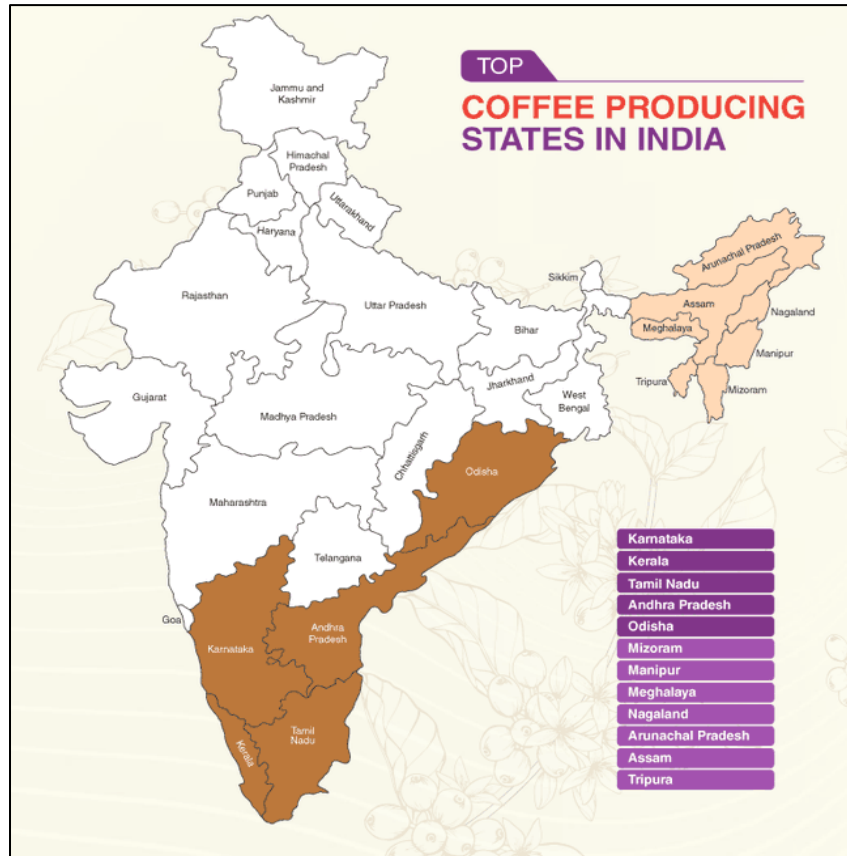 TOP
COFFEE PRODUCING
STATES IN INDIA
Jammu and
Kashmir
Himachal
Pradesh
Punjab
Uttarakhand
Haryana
Arunachal Pradesh
Sikkim
Rajasthan
Uttar Pradesh
Assam
Nagaland
Bihar
Meghalaya
Manipur
Jharkhand
Tripura
Mizoram
Gujarat
West
Bengal
Madhya Pradesh
Chhattisgarh
Odisha
Maharashtra
Telangana
Goa
Andhra
Pradesh
Karnataka
Tamil
Nadu
Kerala
Karnataka
Kerala
Tamil Nadu
Andhra Pradesh
Odisha
Mizoram
Manipur
Meghalaya
Nagaland
Arunachal Pradesh
Assam
Tripura